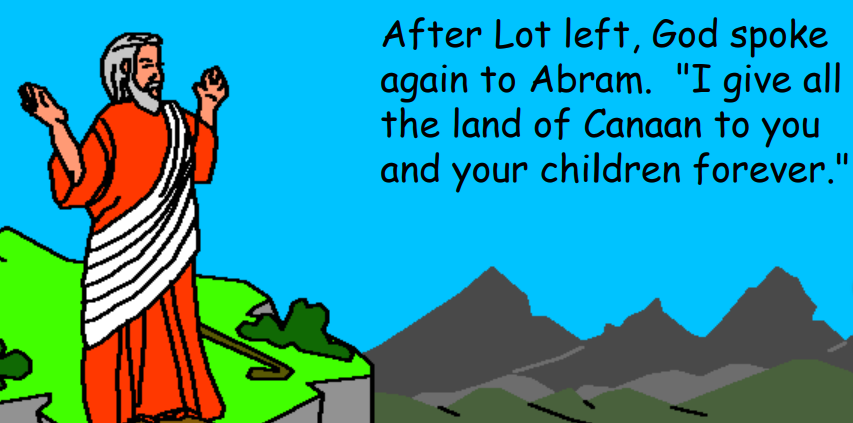 After Lot left, God spoke
again to Abram.  "I give all
the land of Canaan to you
and your children forever."